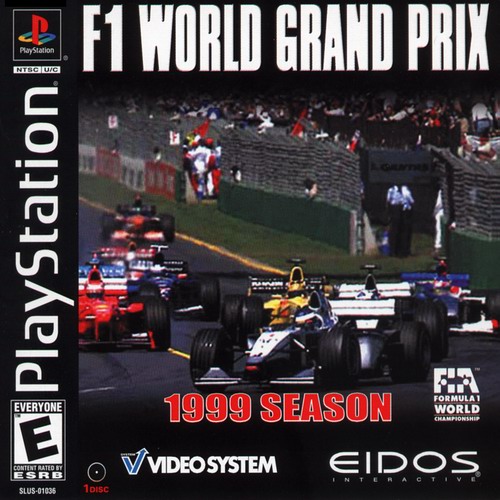 PlayStation
NTSC U/C
PlayStation
F1 WORLD GRAND PRIX
1999 SEASON
FIA
FORMULA 1
WORLD
CHAMPIONSHIP
EVERYONE
E
CONTENT RATED BY
ESRB
SLUS-01036
1 DISC
VIDEO SYSTEM
EIDOS
INTERACTIVE